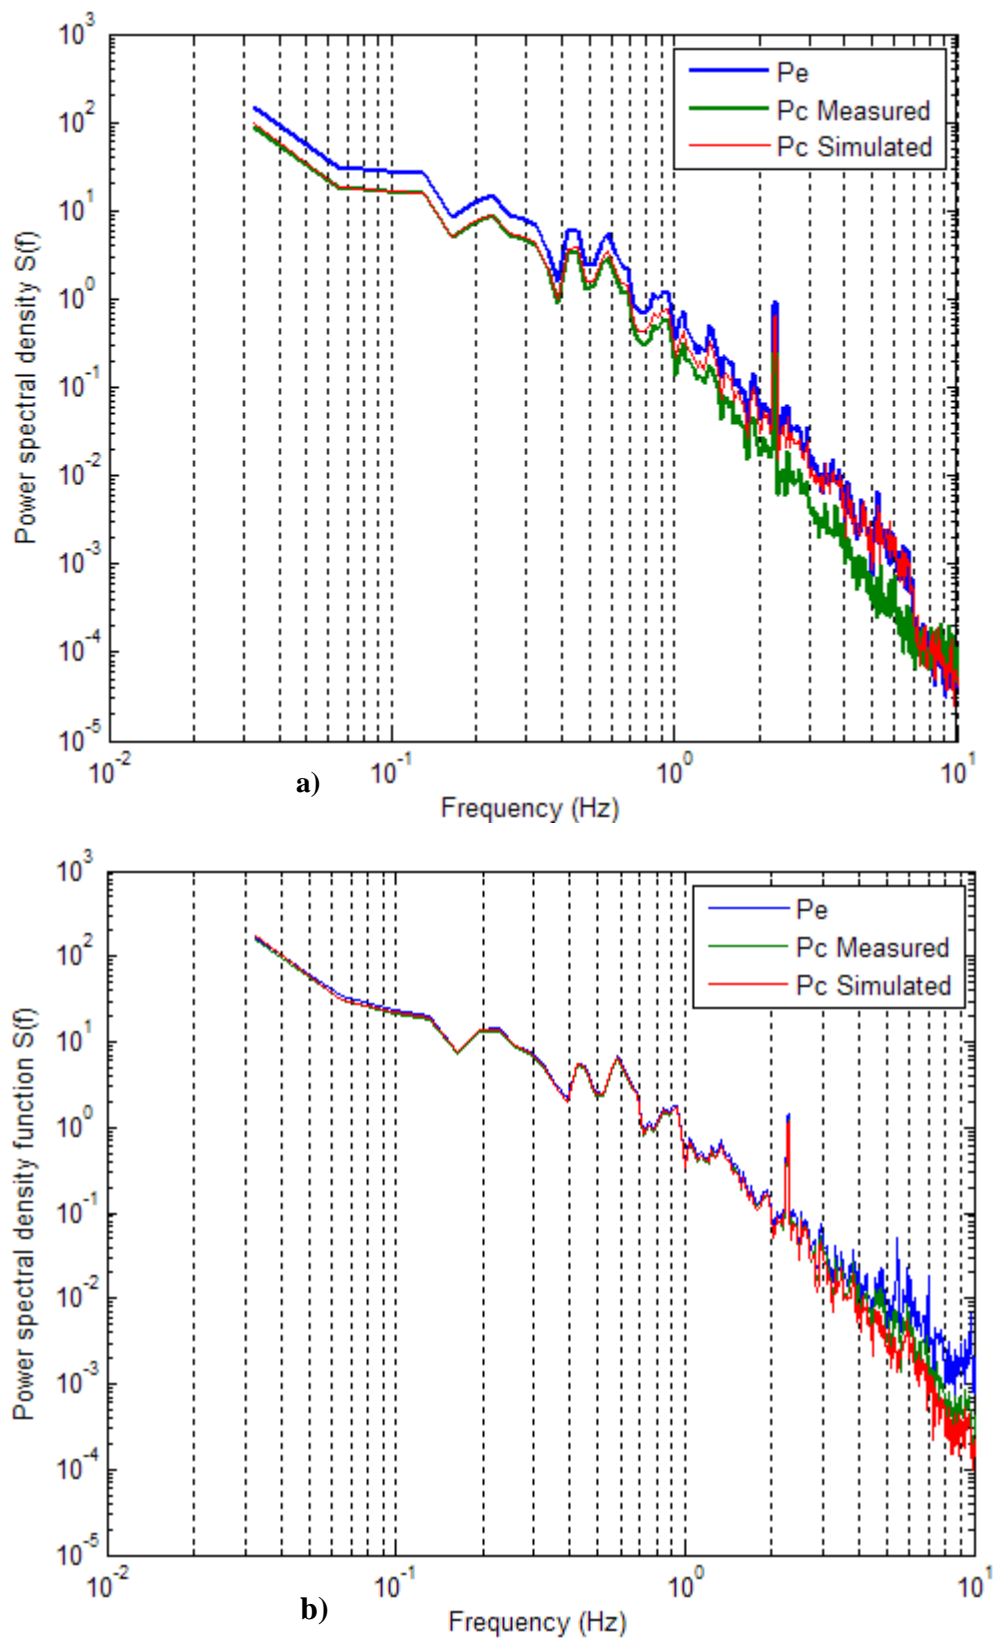 10^3
10^2
10^1
10^0
10^-1
10^-2
10^-3
10^-4
10^-5
Power spectral density S(f)
Pe
Pc Measured
Pc Simulated
10^-2
10^-1
10^0
10^1
a)
Frequency (Hz)
10^3
10^2
10^1
10^0
10^-1
10^-2
10^-3
10^-4
10^-5
Power spectral density function S(f)
Pe
Pc Measured
Pc Simulated
10^-2
10^-1
10^0
10^1
b)
Frequency (Hz)